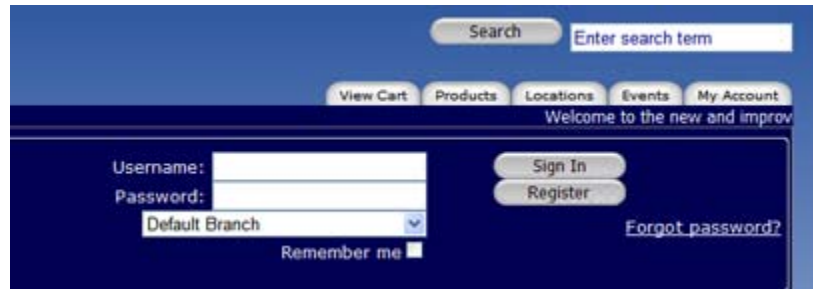 Search Enter search term
View Cart Products Locations Events My Account
Welcome to the new and improv
Username: Sign In
Password: Register
Default Branch
Forgot password?
Remember me